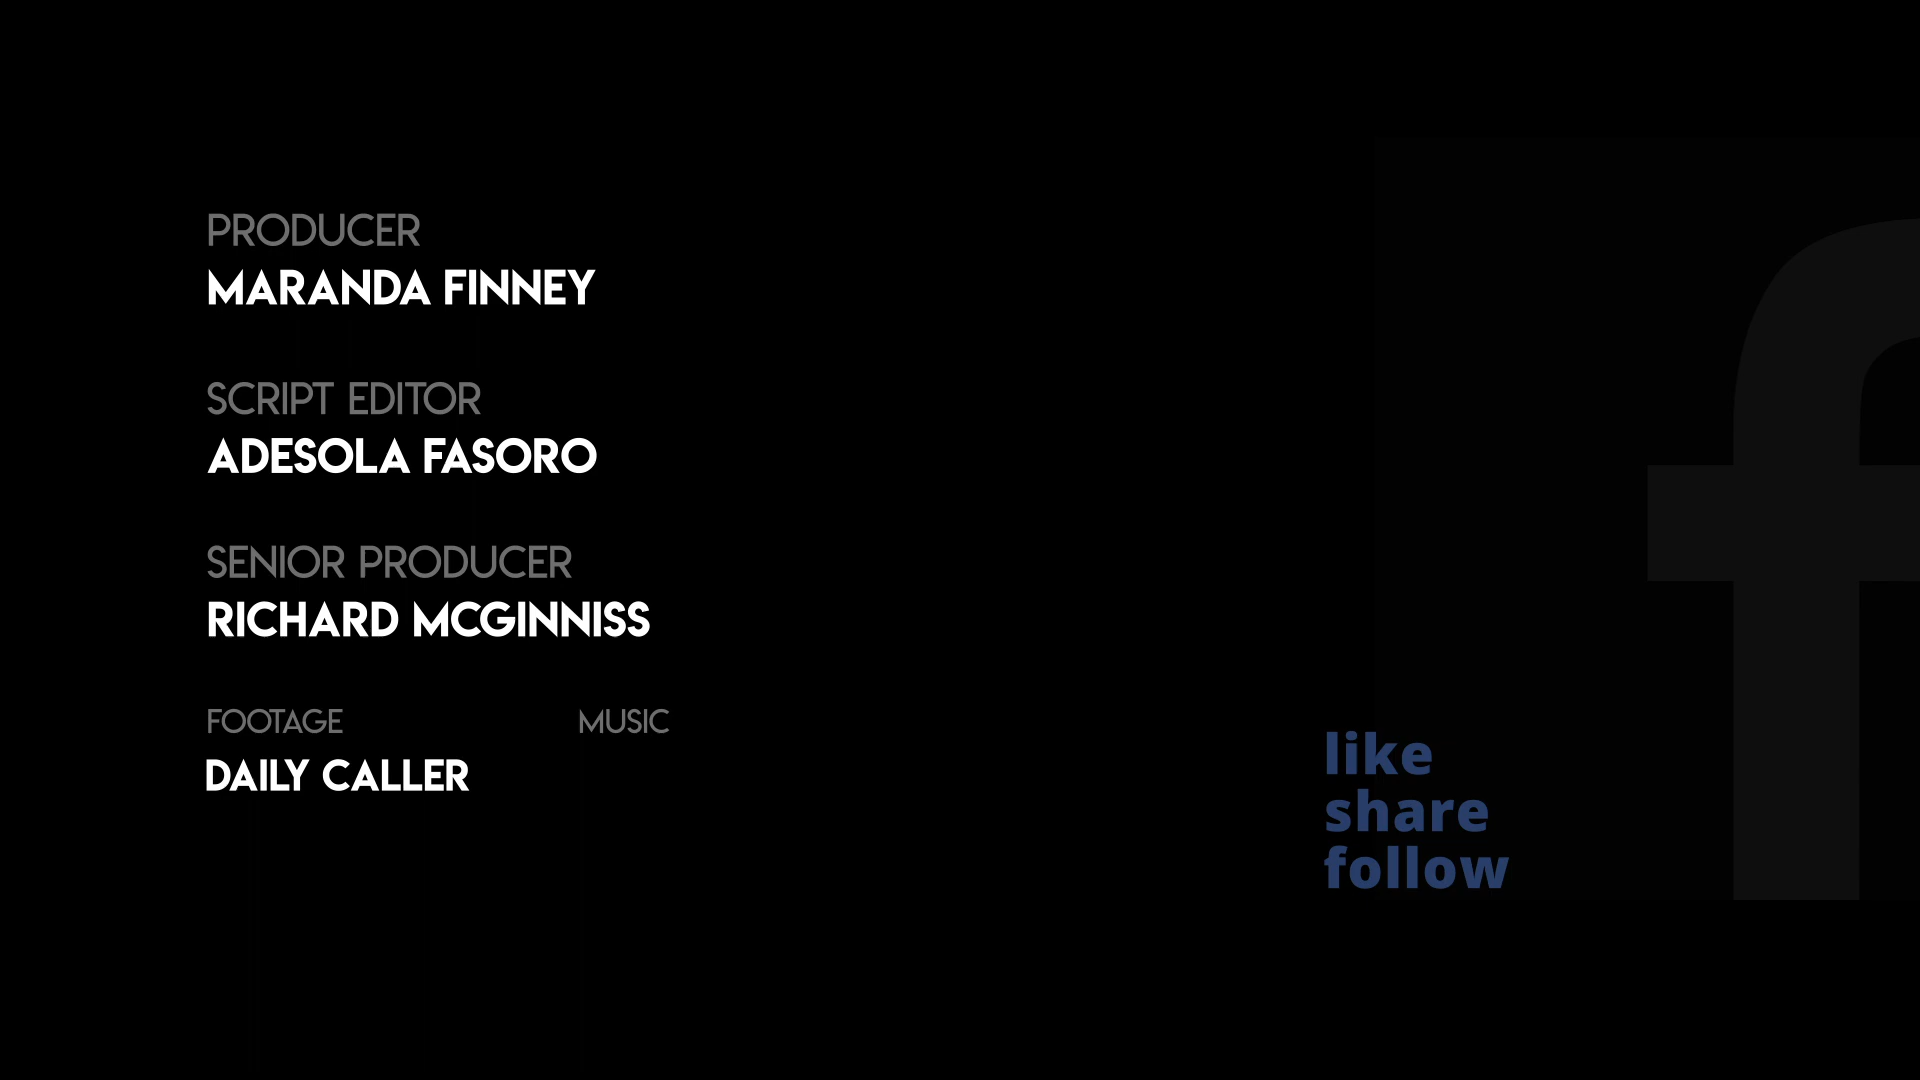 PRODUCER
MARANDA FINNEY
SCRIPT EDITOR
ADESOLA FASORO
SENIOR PRODUCER
RICHARD MCGINNISS
FOOTAGE MUSIC
DAILY CALLER
like
share
follow
f